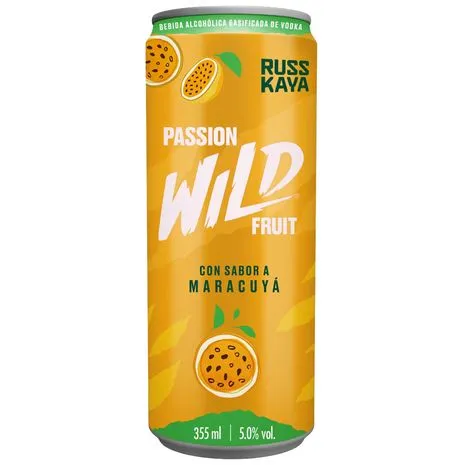 BEBIDA ALCOHÓLICA GASIFICADA DE VODKA
RUSS
KAYA
PASSION
WILD
FRUIT
CON SABOR A
MARACUYÁ
355 ml | 5.0% vol.